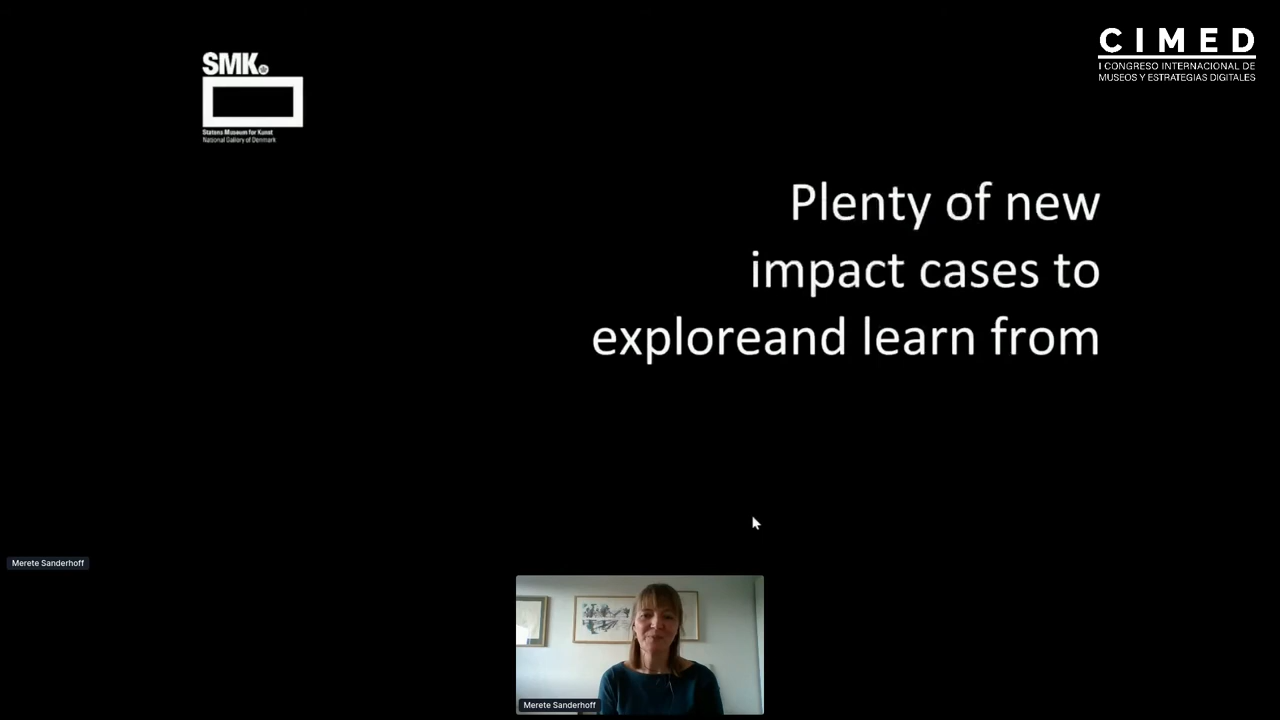 SMK.
Statens Museum for Kunst
National Gallery of Denmark
CIMED
I CONGRESO INTERNACIONAL DE
MUSEOS Y ESTRATEGIAS DIGITALES
Plenty of new
impact cases to
exploreand learn from
Merete Sanderhoff
Merete Sanderhoff